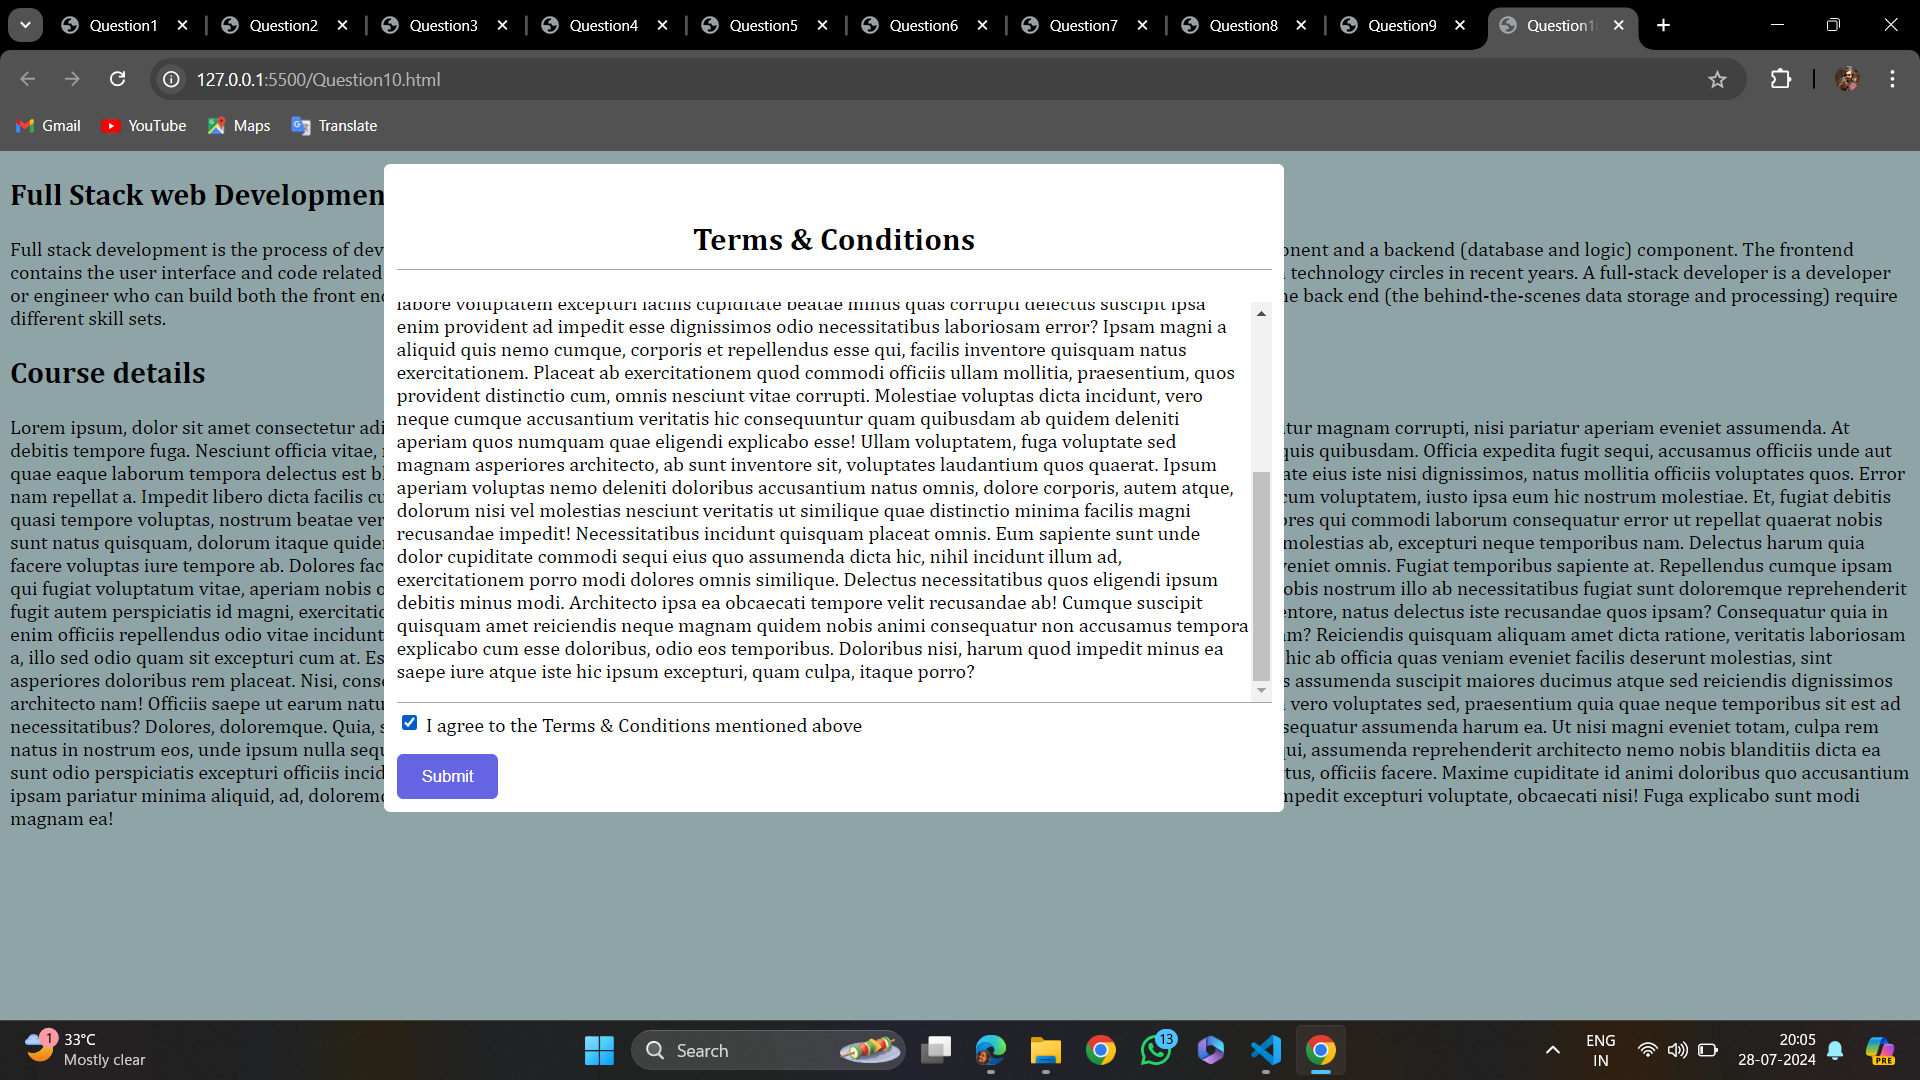 Question1
Question2
Question3
Question4
Question5
Question6
Question7
Question8
Question9
Question1
127.0.0.1:5500/Question10.html
Gmail
YouTube
Maps
Translate
Full Stack web Developmen
Full stack development is the process of dev
contains the user interface and code related
or engineer who can build both the front end
different skill sets.
Course details
Lorem ipsum, dolor sit amet consectetur adi
debitis tempore fuga. Nesciunt officia vitae,
quae eaque laborum tempora delectus est bl
nam repellat a. Impedit libero dicta facilis cu
quasi tempore voluptas, nostrum beatae ver
sunt natus quisquam, dolorum itaque quider
facere voluptas iure tempore ab. Dolores fac
qui fugiat voluptatum vitae, aperiam nobis o
fugit autem perspiciatis id magni, exercitatio
enim officiis repellendus odio vitae incidunt
a, illo sed odio quam sit excepturi cum at. Es
asperiores doloribus rem placeat. Nisi, cons
architecto nam! Officiis saepe ut earum natu
necessitatibus? Dolores, doloremque. Quia, s
natus in nostrum eos, unde ipsum nulla sequ
sunt odio perspiciatis excepturi officiis incid
ipsam pariatur minima aliquid, ad, dolorem
magnam ea!
Terms & Conditions
labore voluptatem excepturi facilis cupiditate beatae minus quas corrupti delectus suscipit ipsa
enim provident ad impedit esse dignissimos odio necessitatibus laboriosam error? Ipsam magni a
aliquid quis nemo cumque, corporis et repellendus esse qui, facilis inventore quisquam natus
exercitationem. Placeat ab exercitationem quod commodi officiis ullam mollitia, praesentium, quos
provident distinctio cum, omnis nesciunt vitae corrupti. Molestiae voluptas dicta incidunt, vero
neque cumque accusantium veritatis hic consequuntur quam quibusdam ab quidem deleniti
aperiam quos numquam quae eligendi explicabo esse! Ullam voluptatem, fuga voluptate sed
magnam asperiores architecto, ab sunt inventore sit, voluptates laudantium quos quaerat. Ipsum
aperiam voluptas nemo deleniti doloribus accusantium natus omnis, dolore corporis, autem atque,
dolorum nisi vel molestias nesciunt veritatis ut similique quae distinctio minima facilis magni
recusandae impedit! Necessitatibus incidunt quisquam placeat omnis. Eum sapiente sunt unde
dolor cupiditate commodi sequi eius quo assumenda dicta hic, nihil incidunt illum ad,
exercitationem porro modi dolores omnis similique. Delectus necessitatibus quos eligendi ipsum
debitis minus modi. Architecto ipsa ea obcaecati tempore velit recusandae ab! Cumque suscipit
quisquam amet reiciendis neque magnam quidem nobis animi consequatur non accusamus tempora
explicabo cum esse doloribus, odio eos temporibus. Doloribus nisi, harum quod impedit minus ea
saepe iure atque iste hic ipsum excepturi, quam culpa, itaque porro?
I agree to the Terms & Conditions mentioned above
Submit
onent and a backend (database and logic) component. The frontend
technology circles in recent years. A full-stack developer is a developer
e back end (the behind-the-scenes data storage and processing) require
tur magnam corrupti, nisi pariatur aperiam eveniet assumenda. At
quis quibusdam. Officia expedita fugit sequi, accusamus officiis unde aut
ate eius iste nisi dignissimos, natus mollitia officiis voluptates quos. Error
cum voluptatem, iusto ipsa eum hic nostrum molestiae. Et, fugiat debitis
ores qui commodi laborum consequatur error ut repellat quaerat nobis
molestias ab, excepturi neque temporibus nam. Delectus harum quia
veniet omnis. Fugiat temporibus sapiente at. Repellendus cumque ipsam
obis nostrum illo ab necessitatibus fugiat sunt doloremque reprehenderit
entore, natus delectus iste recusandae quos ipsam? Consequatur quia in
m? Reiciendis quisquam aliquam amet dicta ratione, veritatis laboriosam
hic ab officia quas veniam eveniet facilis deserunt molestias, sint
s assumenda suscipit maiores ducimus atque sed reiciendis dignissimos
vero voluptates sed, praesentium quia quae neque temporibus sit est ad
sequatur assumenda harum ea. Ut nisi magni eveniet totam, culpa rem
ui, assumenda reprehenderit architecto nemo nobis blanditiis dicta ea
tus, officiis facere. Maxime cupiditate id animi doloribus quo accusantium
mpedit excepturi voluptate, obcaecati nisi! Fuga explicabo sunt modi
1
33°C
Mostly clear
Search
13
ENG
IN
20:05
28-07-2024
PRE